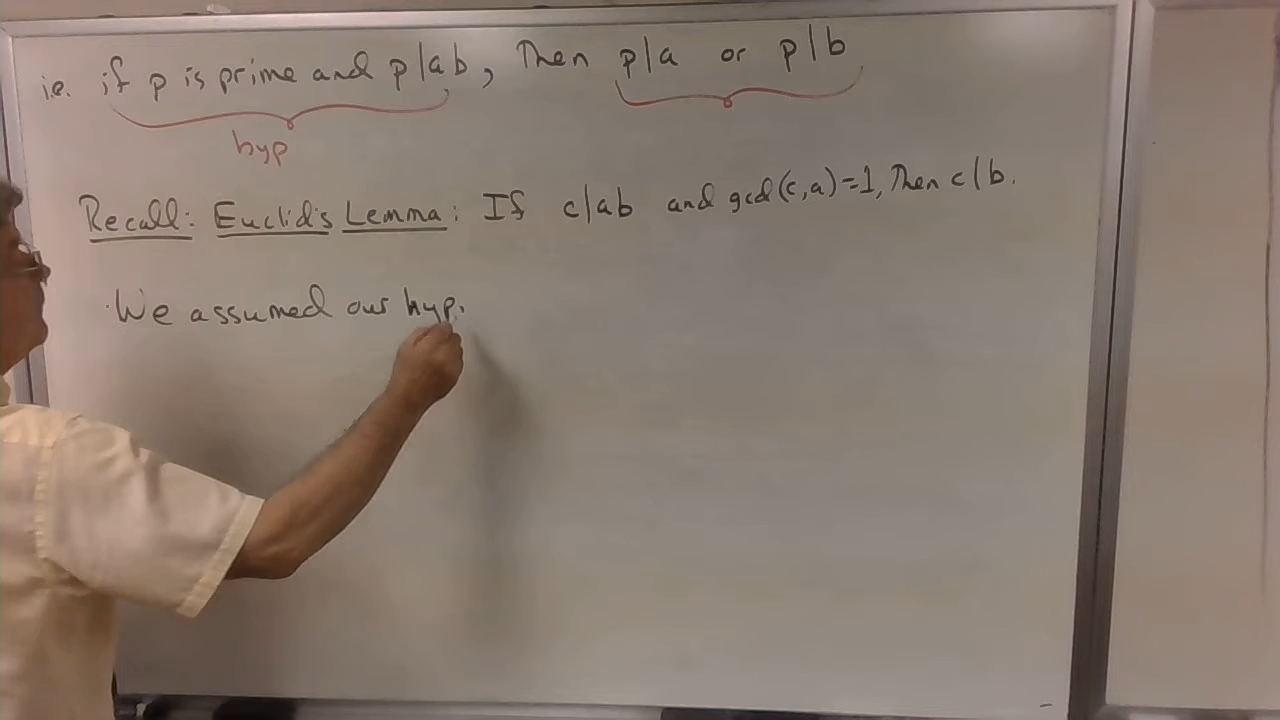 i.e. if p is prime and p|ab, Then p|a or p|b
hyp
Recall: Euclid's Lemma: If c|ab and gcd(c,a)=1, Then c|b.
We assumed our hyp.